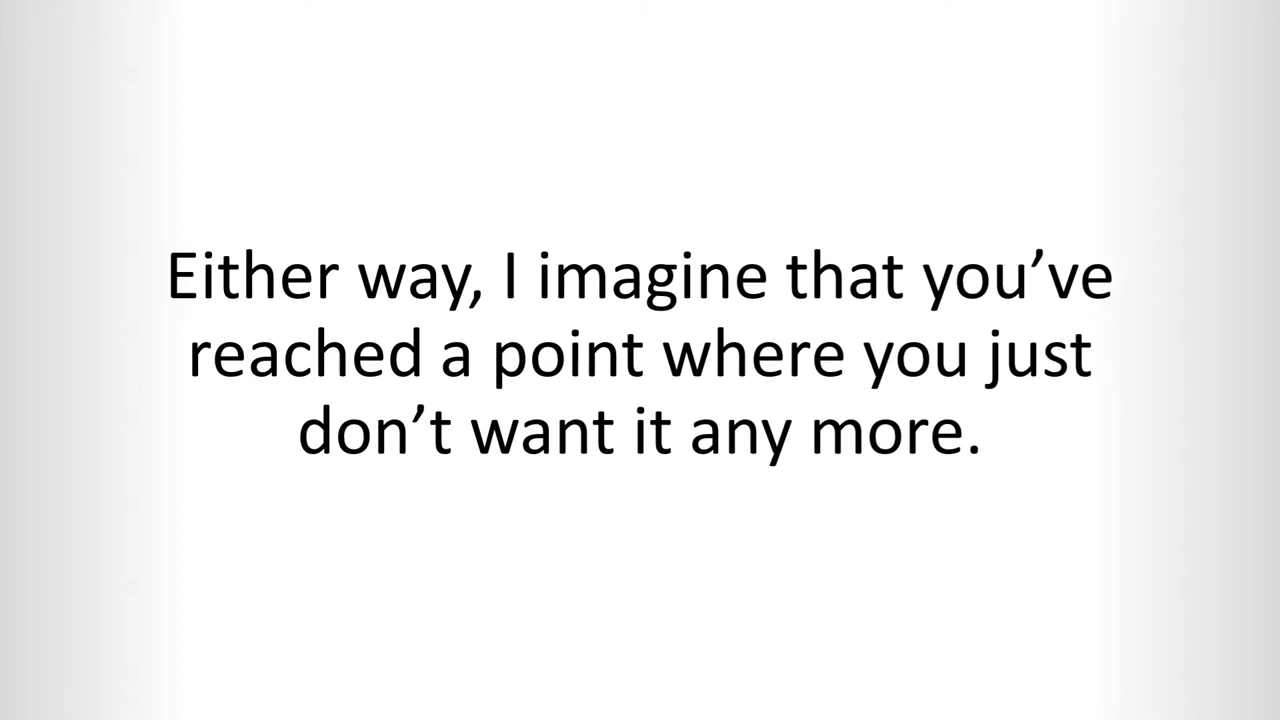 Either way, I imagine that you’ve
reached a point where you just
don’t want it any more.